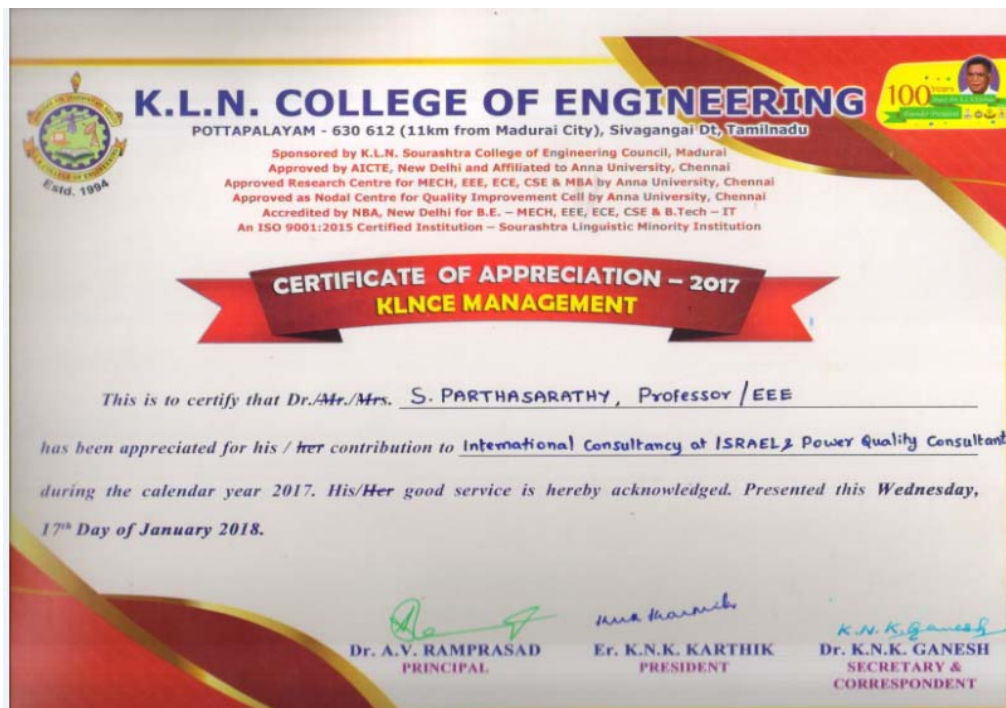 K.L.N. COLLEGE OF ENGINEERING
POTTAPALAYAM - 630 612 (11km from Madurai City), Sivagangai Dt, Tamilnadu
Sponsored by K.L.N. Sourashtra College of Engineering Council, Madurai
Approved by AICTE, New Delhi and Affiliated to Anna University, Chennai
Approved Research Centre for MECH, EEE, ECE, CSE & MBA by Anna University, Chennai
Approved as Nodal Centre for Quality Improvement Cell by Anna University, Chennai
Accredited by NBA, New Delhi for B.E. – MECH, EEE, ECE, CSE & B.Tech – IT
An ISO 9001:2015 Certified Institution – Sourashtra Linguistic Minority Institution
Estd. 1994
100 Years
CERTIFICATE OF APPRECIATION – 2017
KLNCE MANAGEMENT
This is to certify that Dr./Mr./Mrs. S. PARTHASARATHY, Professor / EEE
has been appreciated for his / her contribution to International Consultancy at ISRAEL & Power Quality Consultant
during the calendar year 2017. His/Her good service is hereby acknowledged. Presented this Wednesday,
17th Day of January 2018.
K.N.K.Ganesh
Dr. A.V. RAMPRASAD
PRINCIPAL
Er. K.N.K. KARTHIK
PRESIDENT
Dr. K.N.K. GANESH
SECRETARY &
CORRESPONDENT